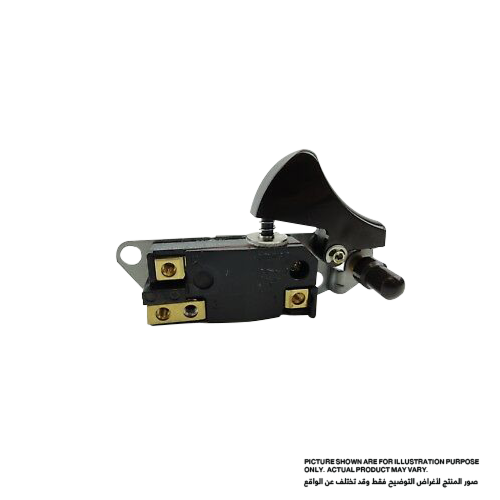 PICTURE SHOWN ARE FOR ILLUSTRATION PURPOSE
ONLY. ACTUAL PRODUCT MAY VARY.
صور المنتج لأغراض التوضيح فقط وقد تختلف عن الواقع